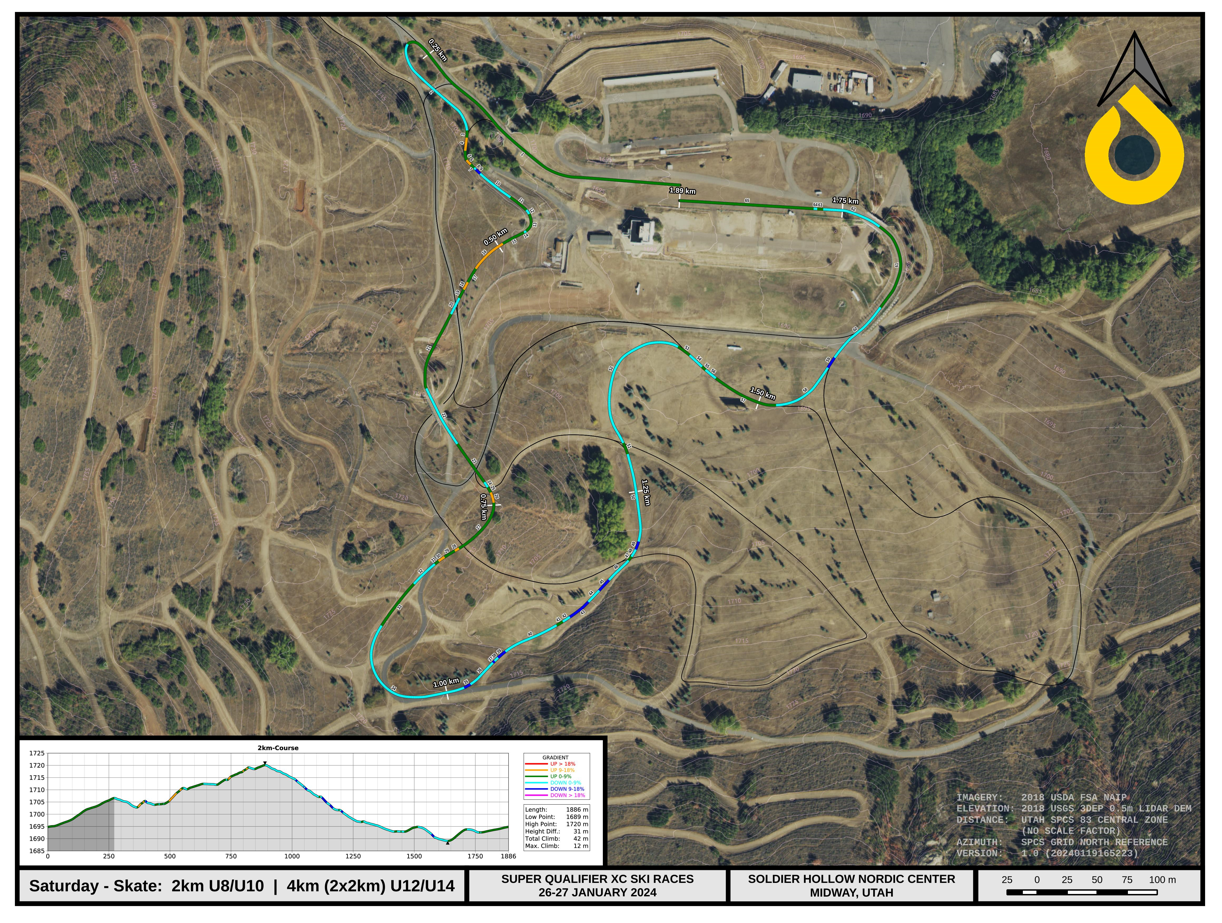 0.25 km
1.89 km
1.75 km
0.50 km
1.50 km
0.75 km
1.25 km
1.00 km
2km-Course
1725
1720
1715
1710
1705
1700
1695
1690
1685
0
250
500
750
1000
1250
1500
1750
1886
GRADIENT
UP > 18%
UP 9-18%
UP 0-9%
DOWN 0-9%
DOWN 9-18%
DOWN > 18%
Length: 1886 m
Low Point: 1689 m
High Point: 1720 m
Height Diff.: 31 m
Total Climb: 42 m
Max. Climb: 12 m
IMAGERY: 2018 USDA FSA NAIP
ELEVATION: 2018 USGS 3DEP 0.5m LIDAR DEM
DISTANCE: UTAH SPCS 83 CENTRAL ZONE
(NO SCALE FACTOR)
AZIMUTH: SPCS GRID NORTH REFERENCE
VERSION: 1.0 (20240119165223)
Saturday - Skate: 2km U8/U10 | 4km (2x2km) U12/U14
SUPER QUALIFIER XC SKI RACES
26-27 JANUARY 2024
SOLDIER HOLLOW NORDIC CENTER
MIDWAY, UTAH
25 0 25 50 75 100 m